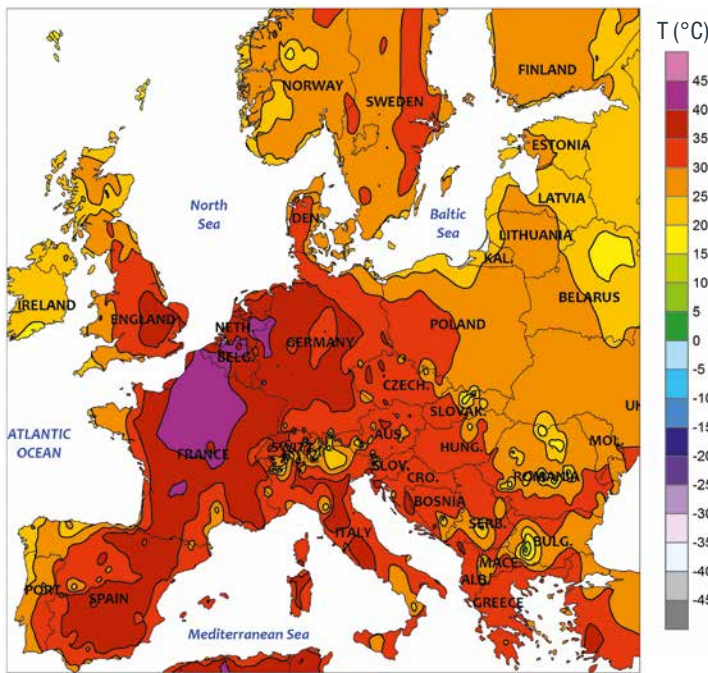 T (°C)
FINLAND
NORWAY
SWEDEN
ESTONIA
North
Sea
LATVIA
DEN.
Baltic
Sea
LITHUANIA
KAL.
IRELAND
BELARUS
ENGLAND
NETH.
GERMANY
POLAND
BELG.
CZECH.
SLOVAK.
UK
ATLANTIC
OCEAN
AUS.
HUNG.
MOL.
FRANCE
SWITZ.
SLOV.
CRO.
ROMANIA
BOSNIA
ITALY
SERB.
BULG.
PORT.
SPAIN
MACE.
ALB.
GREECE
Mediterranean Sea
50
45
40
35
30
25
20
15
10
5
0
-5
-10
-15
-20
-25
-30
-35
-40
-45